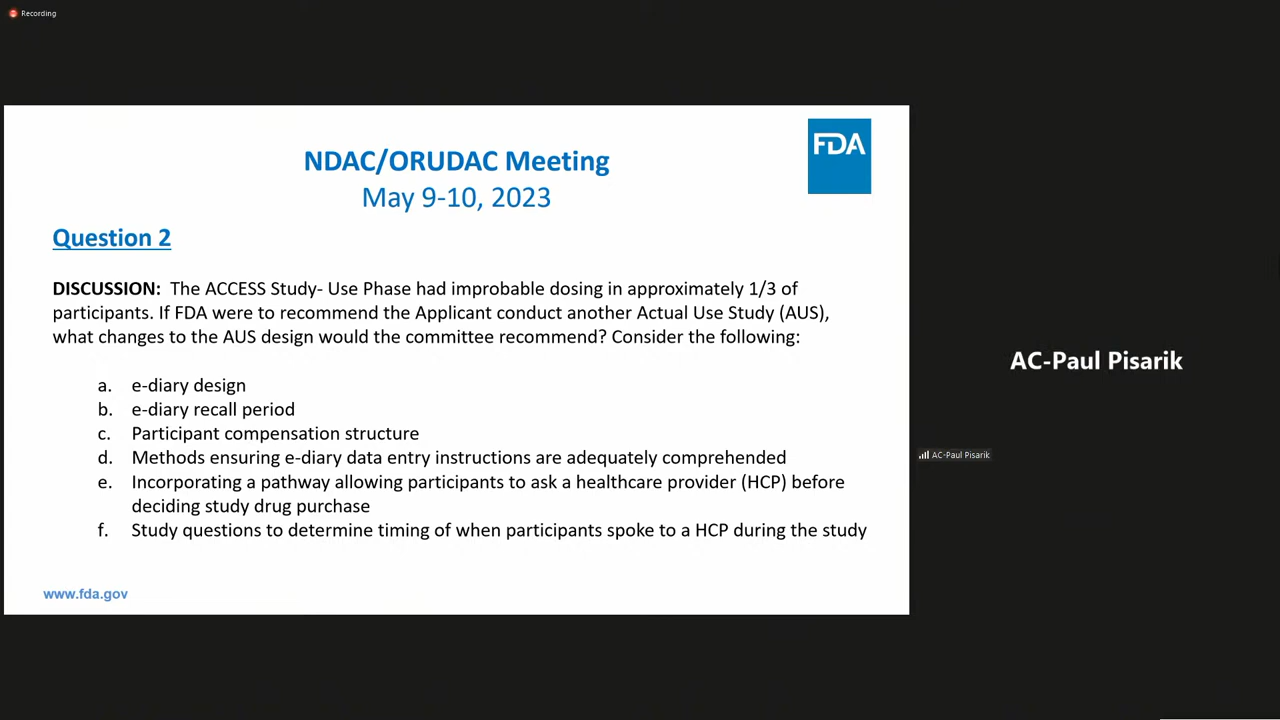 Recording
FDA
NDAC/ORUDAC Meeting
May 9-10, 2023
Question 2
DISCUSSION: The ACCESS Study- Use Phase had improbable dosing in approximately 1/3 of
participants. If FDA were to recommend the Applicant conduct another Actual Use Study (AUS),
what changes to the AUS design would the committee recommend? Consider the following:
a. e-diary design
b. e-diary recall period
c. Participant compensation structure
d. Methods ensuring e-diary data entry instructions are adequately comprehended
e. Incorporating a pathway allowing participants to ask a healthcare provider (HCP) before
deciding study drug purchase
f. Study questions to determine timing of when participants spoke to a HCP during the study
www.fda.gov
AC-Paul Pisarik
AC-Paul Pisarik